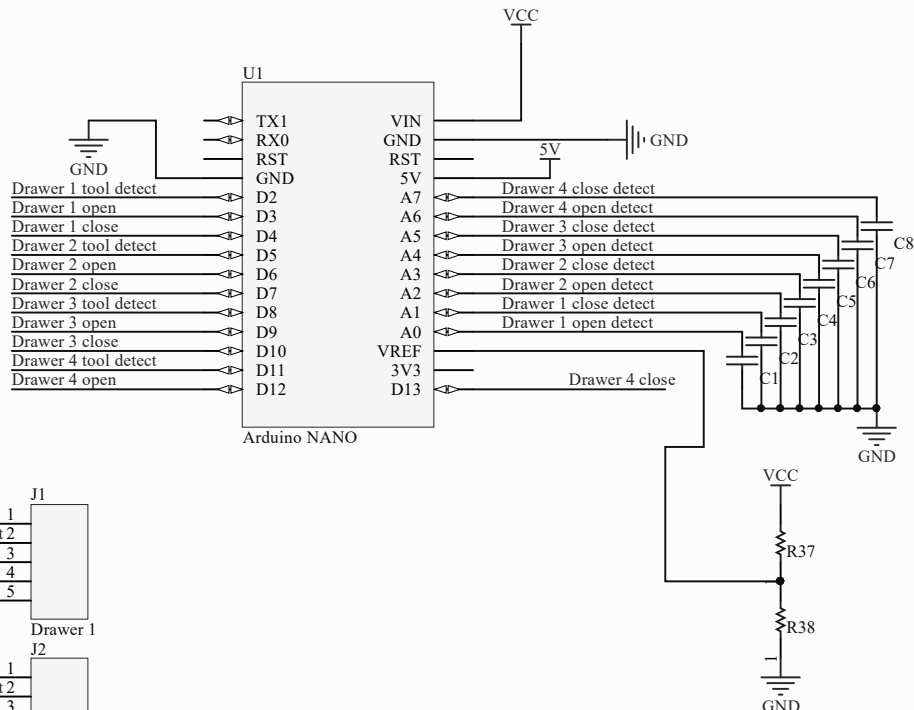 VCC
U1
TX1
RX0
RST
GND
D2
D3
D4
D5
D6
D7
D8
D9
D10
D11
D12
VIN
GND
RST
5V
A7
A6
A5
A4
A3
A2
A1
A0
VREF
3V3
D13
Arduino NANO
GND
Drawer 1 tool detect
Drawer 1 open
Drawer 1 close
Drawer 2 tool detect
Drawer 2 open
Drawer 2 close
Drawer 3 tool detect
Drawer 3 open
Drawer 3 close
Drawer 4 tool detect
Drawer 4 open
GND
5V
Drawer 4 close detect
Drawer 4 open detect
Drawer 3 close detect
Drawer 3 open detect
Drawer 2 close detect
Drawer 2 open detect
Drawer 1 close detect
Drawer 1 open detect
Drawer 4 close
C8
C7
C6
C5
C4
C3
C2
C1
GND
VCC
R37
R38
1
GND
J1
1
t 2
3
4
5
Drawer 1
J2
1
t 2
3